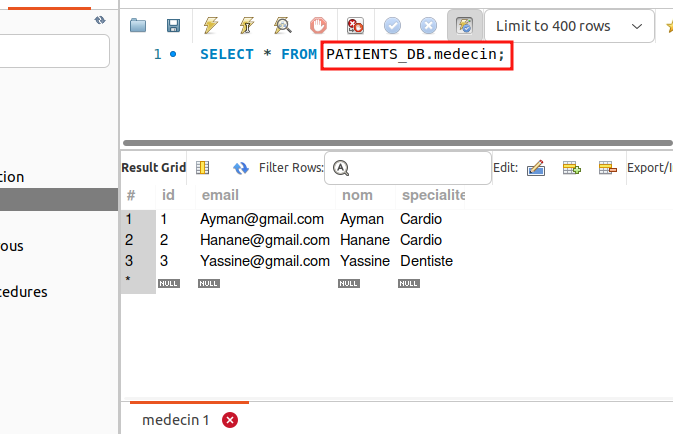 Limit to 400 rows
1 SELECT * FROM PATIENTS_DB.medecin;
Result Grid Filter Rows: Edit: Export/I
# id email nom specialite
1 1 Ayman@gmail.com Ayman Cardio
2 2 Hanane@gmail.com Hanane Cardio
3 3 Yassine@gmail.com Yassine Dentiste
* NULL NULL NULL NULL
tion
ous
cedures
medecin 1